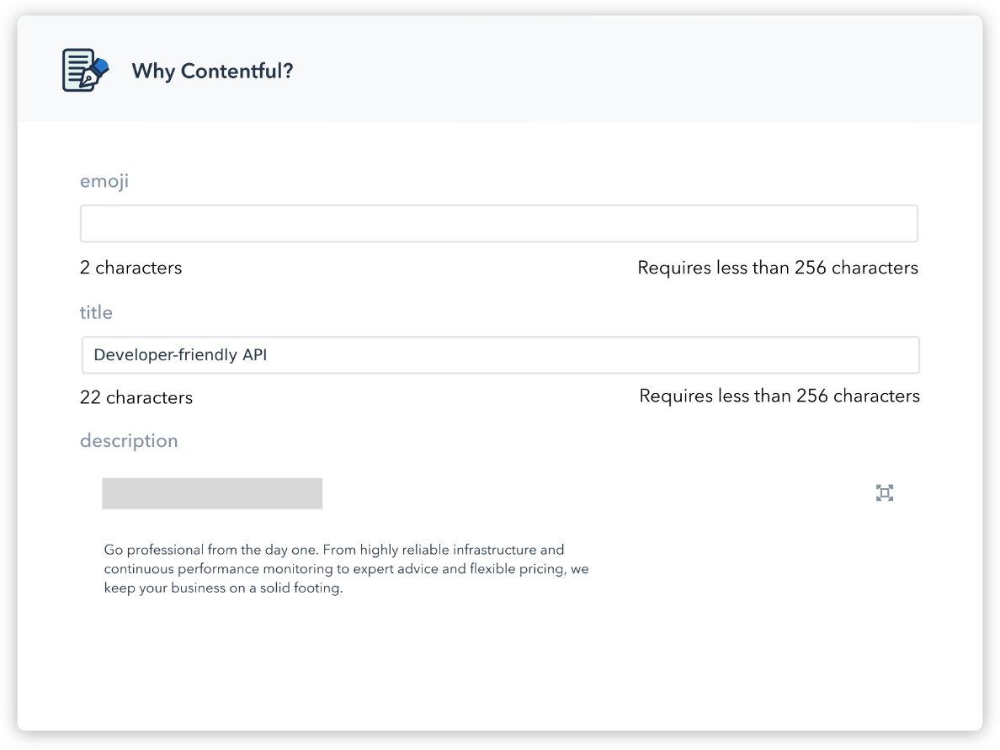 Why Contentful?
emoji
2 characters
Requires less than 256 characters
title
Developer-friendly API
22 characters
Requires less than 256 characters
description
Go professional from the day one. From highly reliable infrastructure and
continuous performance monitoring to expert advice and flexible pricing, we
keep your business on a solid footing.